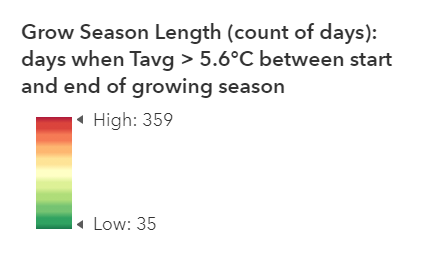 Grow Season Length (count of days):
days when Tavg > 5.6°C between start
and end of growing season
High: 359
Low: 35